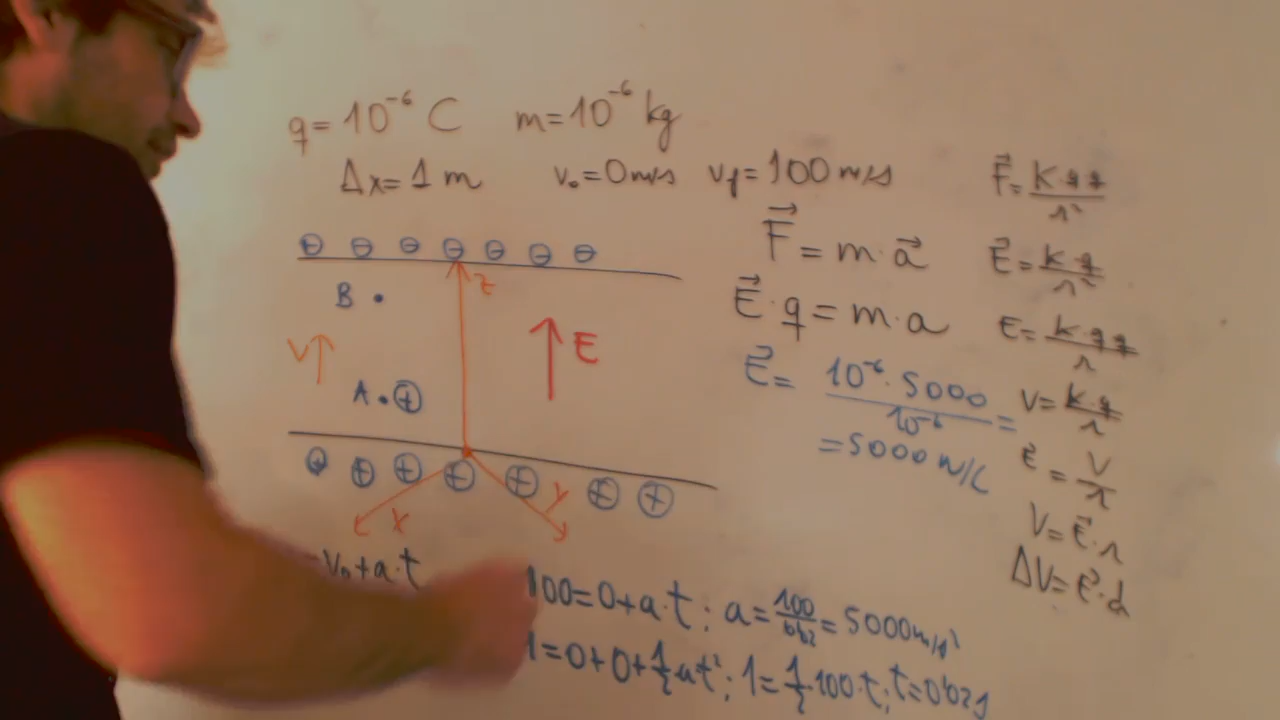 q = 10⁻⁶ C   m = 10⁻⁶ kg
Δx = 1 m   v₀ = 0 m/s   v_f = 100 m/s
⊖ ⊖ ⊖ ⊖ ⊖ ⊖ ⊖
z
B •
V ↑
↑ E
A • ⊕
⊕ ⊕ ⊕ ⊕ ⊕ ⊕ ⊕
x
y
F⃗ = m · a⃗
E⃗ · q = m · a
E⃗ = 10⁻⁶ · 5000 / 10⁻⁶ =
= 5000 N/C
F⃗ = K · q q / r²
E⃗ = K · q / r²
E = K · q q / r
V = K · q / r
E⃗ = V / r
V = E⃗ · r
ΔV = E⃗ · d
v₀ + a · t
100 = 0 + a · t ; a = 100 / 0'02 = 5000 m/s²
1 = 0 + 0 + 1/2 a t² ; 1 = 1/2 · 100 · t ; t = 0'02 s